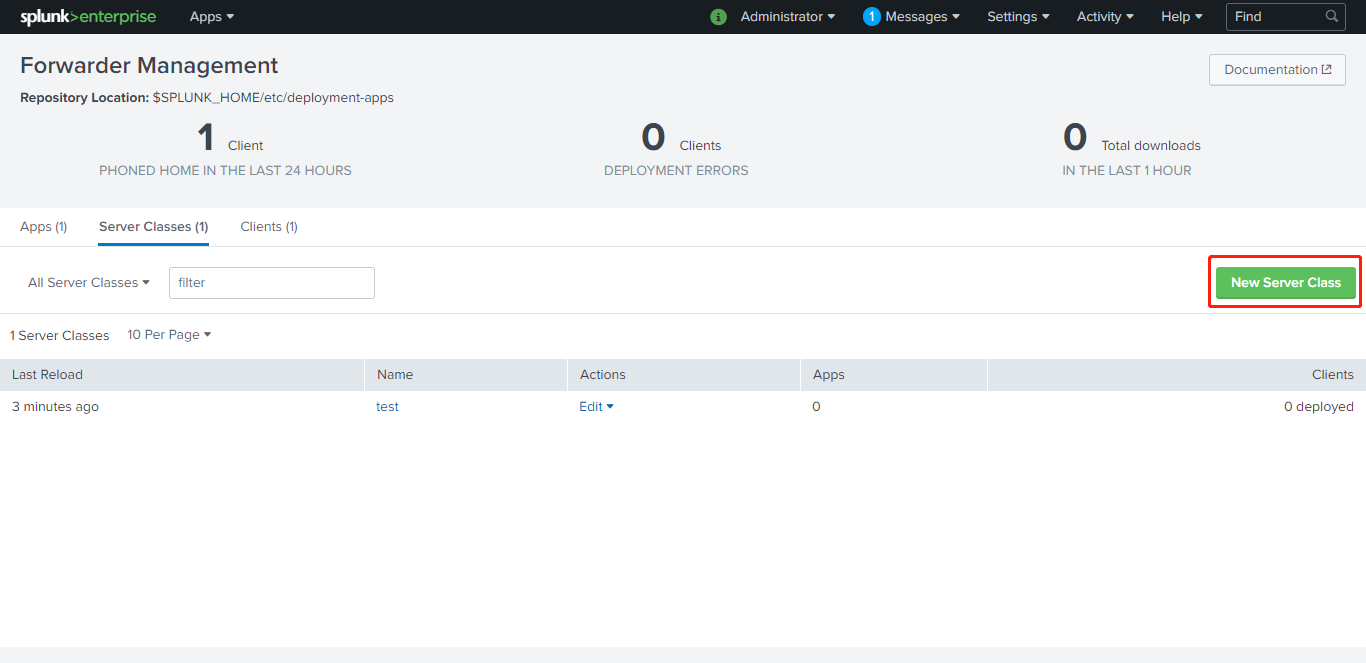 splunk>enterprise Apps i Administrator 1 Messages Settings Activity Help Find
Forwarder Management
Documentation
Repository Location: $SPLUNK_HOME/etc/deployment-apps
1 Client 0 Clients 0 Total downloads
PHONED HOME IN THE LAST 24 HOURS DEPLOYMENT ERRORS IN THE LAST 1 HOUR
Apps (1) Server Classes (1) Clients (1)
All Server Classes filter New Server Class
1 Server Classes 10 Per Page
Last Reload Name Actions Apps Clients
3 minutes ago test Edit 0 0 deployed